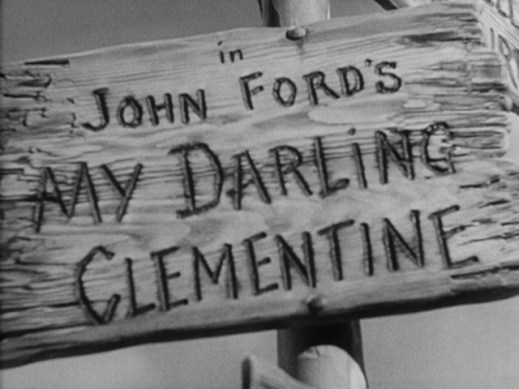 in
JOHN FORD'S
MY DARLiNG
CLEMENTINE